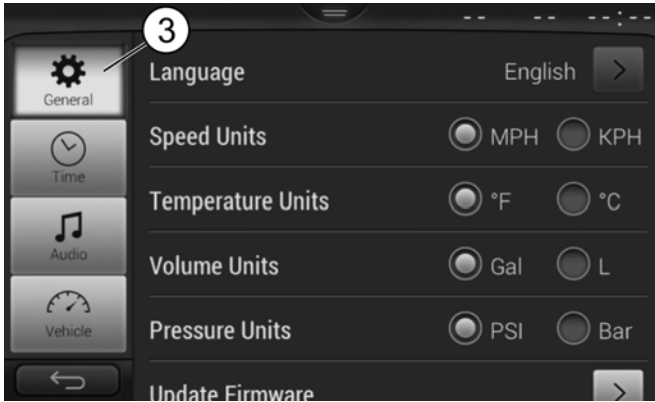 -- -- --:--
3
General
Language English >
Time
Speed Units MPH KPH
Temperature Units °F °C
Audio
Volume Units Gal L
Vehicle
Pressure Units PSI Bar
Update Firmware >